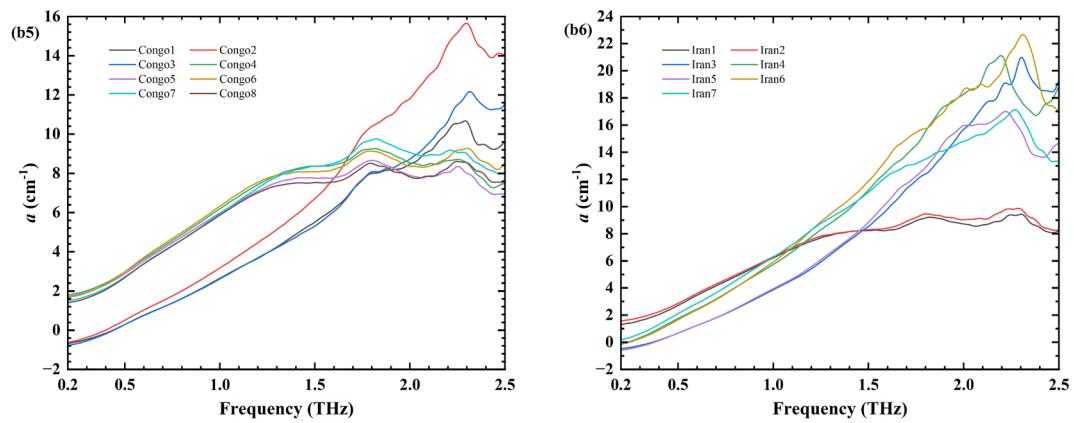 (b5)
16
14
12
10
8
6
4
2
0
−2
a (cm-1)
Congo1 Congo2
Congo3 Congo4
Congo5 Congo6
Congo7 Congo8
0.2 0.5 1.0 1.5 2.0 2.5
Frequency (THz)
(b6)
24
22
20
18
16
14
12
10
8
6
4
2
0
−2
a (cm-1)
Iran1 Iran2
Iran3 Iran4
Iran5 Iran6
Iran7
0.2 0.5 1.0 1.5 2.0 2.5
Frequency (THz)